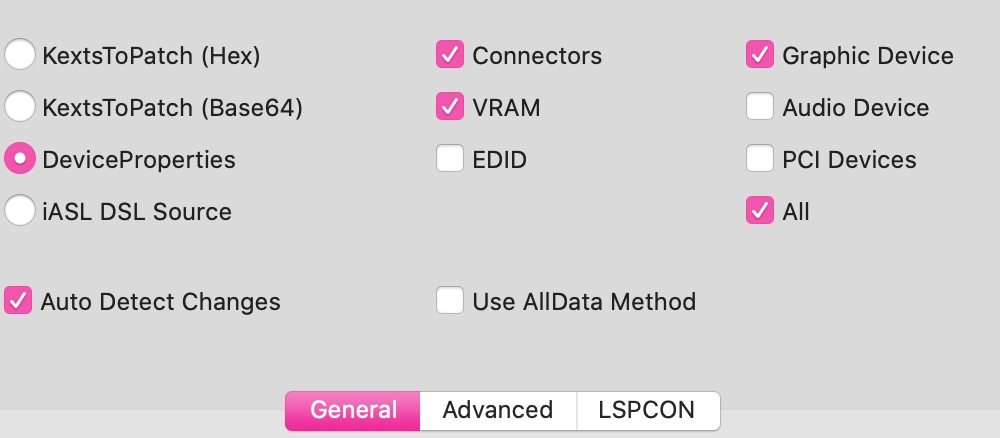 KextsToPatch (Hex)
Connectors
Graphic Device
KextsToPatch (Base64)
VRAM
Audio Device
DeviceProperties
EDID
PCI Devices
iASL DSL Source
All
Auto Detect Changes
Use AllData Method
General
Advanced
LSPCON